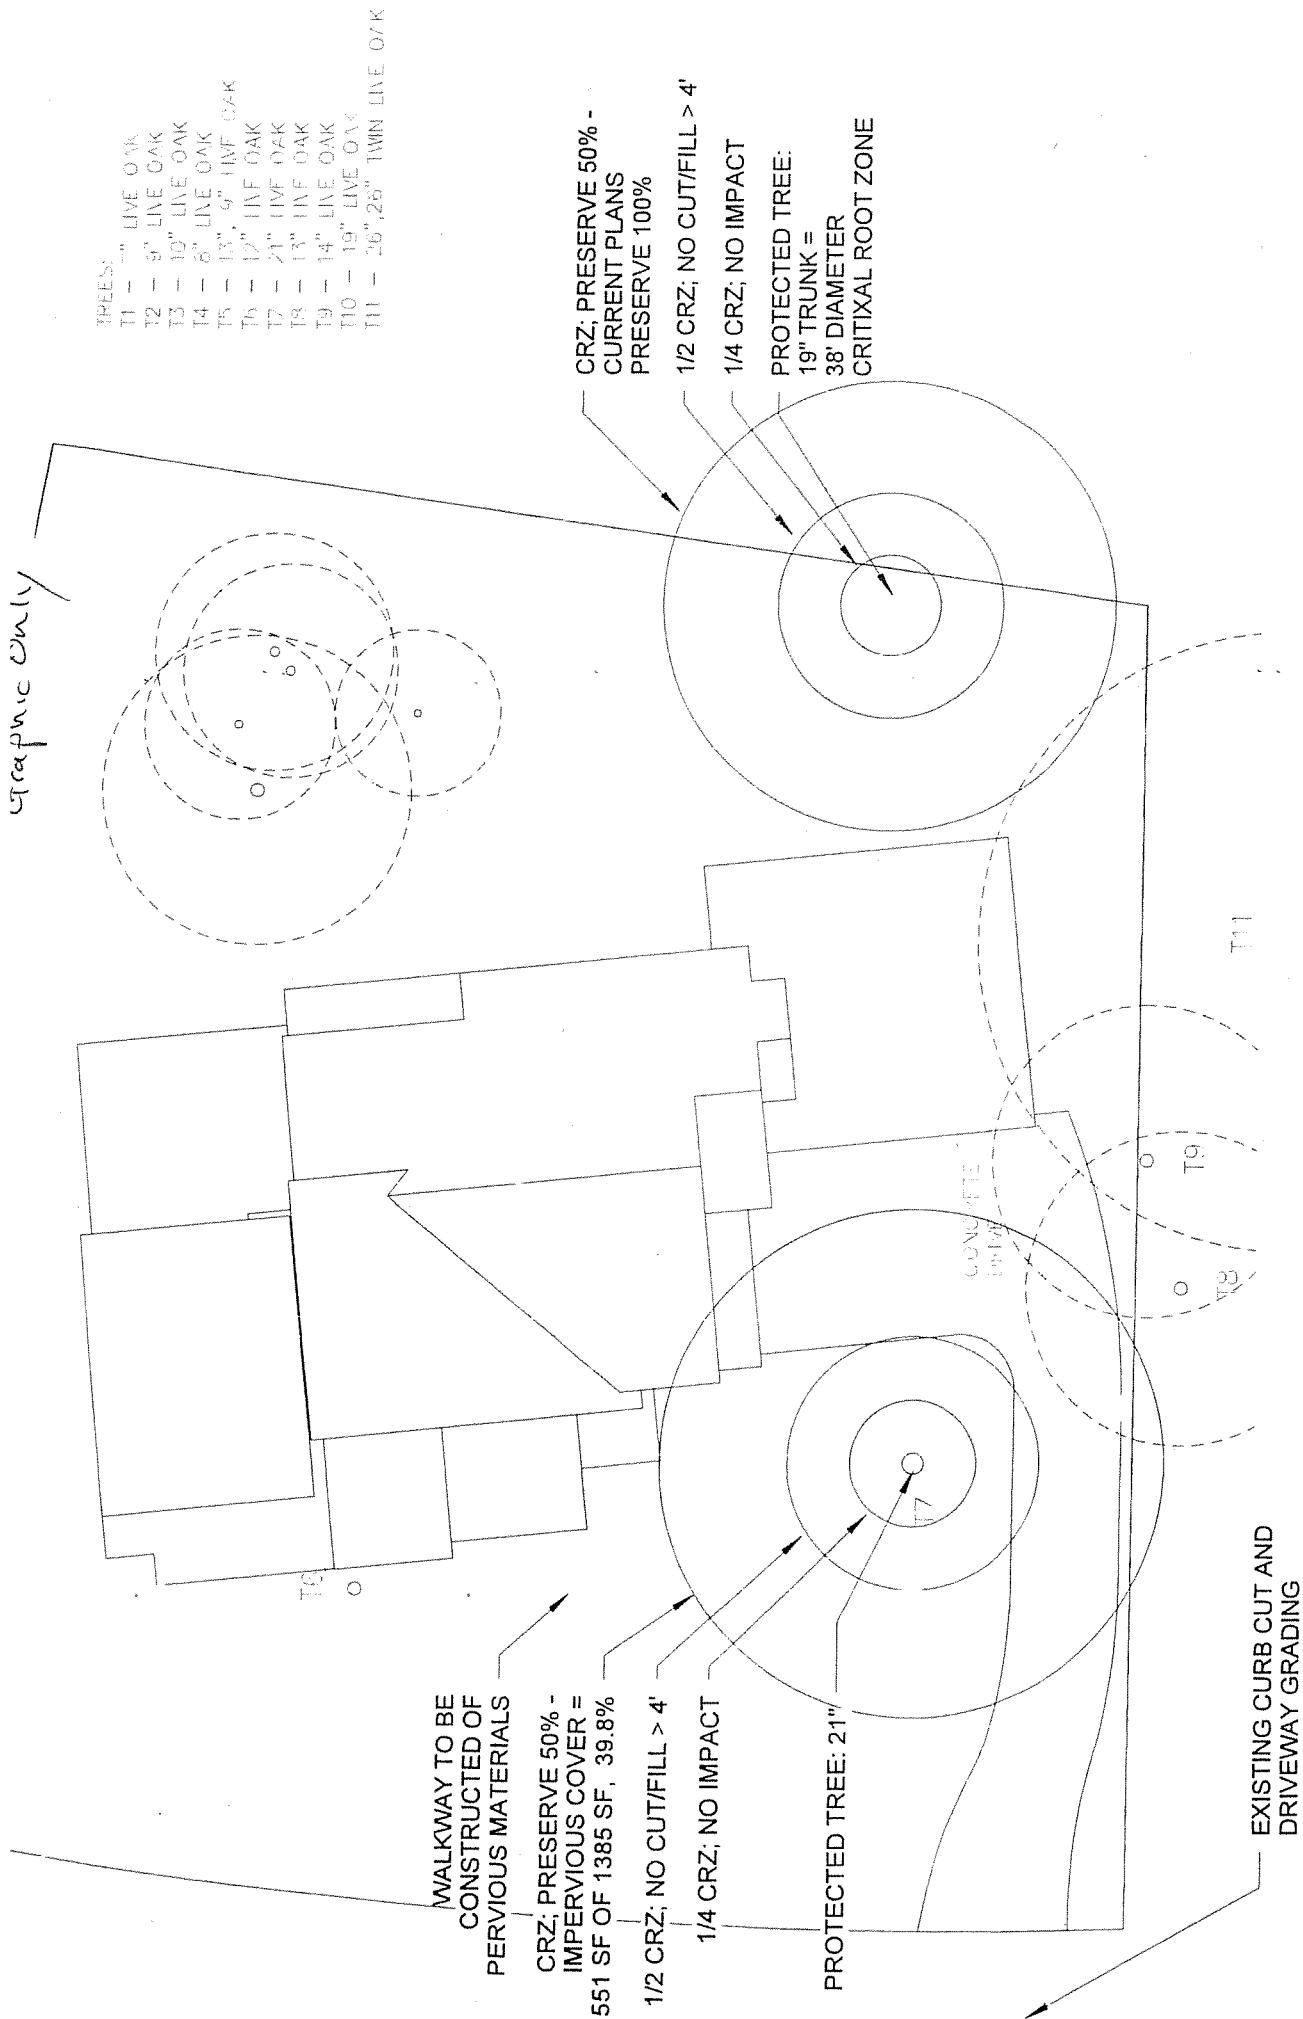 Graphic Only
TREES:
T1 - " LIVE OAK
T2 - 9" LIVE OAK
T3 - 10" LIVE OAK
T4 - 8" LIVE OAK
T5 - 13", 9" LIVE OAK
T6 - 12" LIVE OAK
T7 - 21" LIVE OAK
T8 - 13" LIVE OAK
T9 - 14" LIVE OAK
T10 - 19" LIVE OAK
T11 - 26",26" TWIN LIVE OAK
CRZ; PRESERVE 50% -
CURRENT PLANS
PRESERVE 100%
1/2 CRZ; NO CUT/FILL > 4'
1/4 CRZ; NO IMPACT
PROTECTED TREE:
19" TRUNK =
38' DIAMETER
CRITIXAL ROOT ZONE
WALKWAY TO BE
CONSTRUCTED OF
PERVIOUS MATERIALS
CRZ; PRESERVE 50% -
IMPERVIOUS COVER =
551 SF OF 1385 SF, 39.8%
1/2 CRZ; NO CUT/FILL > 4'
1/4 CRZ; NO IMPACT
PROTECTED TREE: 21"
T7
CONCRETE
DRIVE
T9
T8
T11
EXISTING CURB CUT AND
DRIVEWAY GRADING